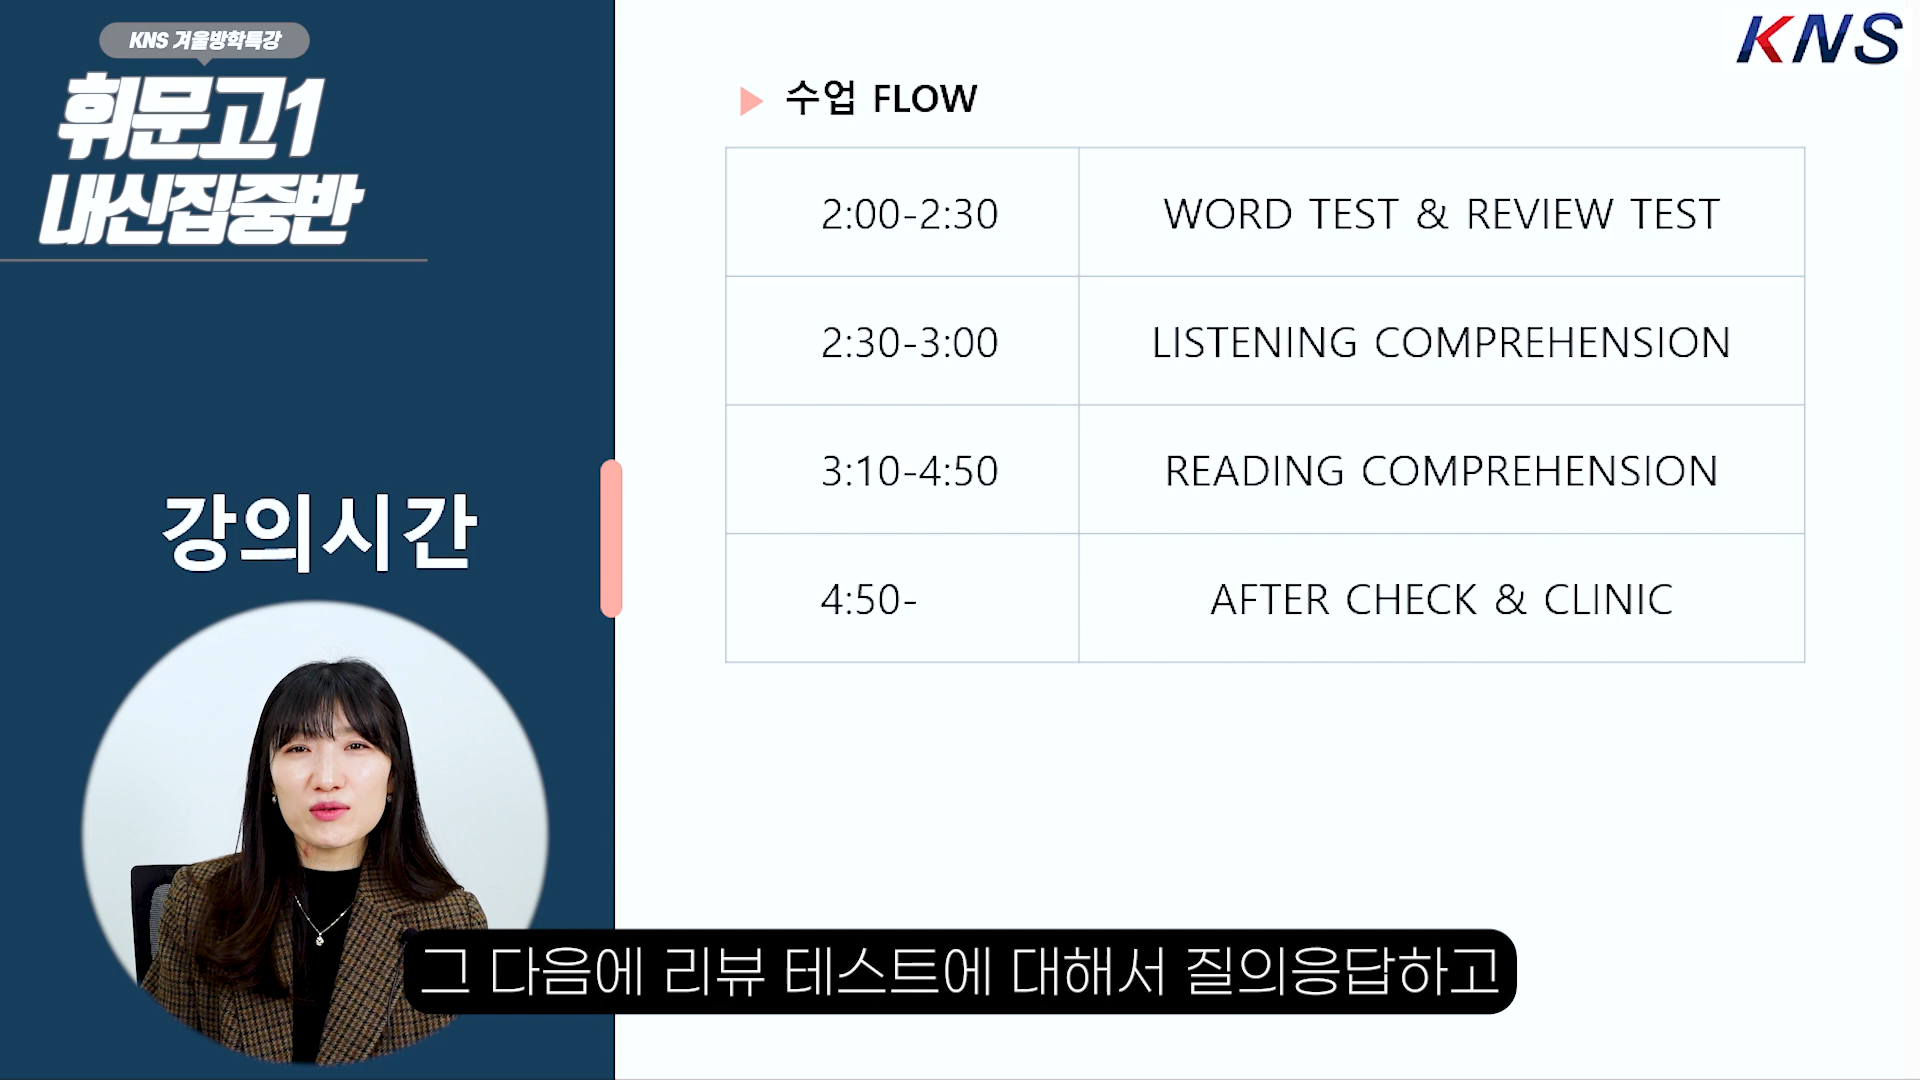 KNS 겨울방학특강
휘문고1
내신집중반
강의시간
KNS
수업 FLOW
2:00-2:30 WORD TEST & REVIEW TEST
2:30-3:00 LISTENING COMPREHENSION
3:10-4:50 READING COMPREHENSION
4:50- AFTER CHECK & CLINIC
그 다음에 리뷰 테스트에 대해서 질의응답하고